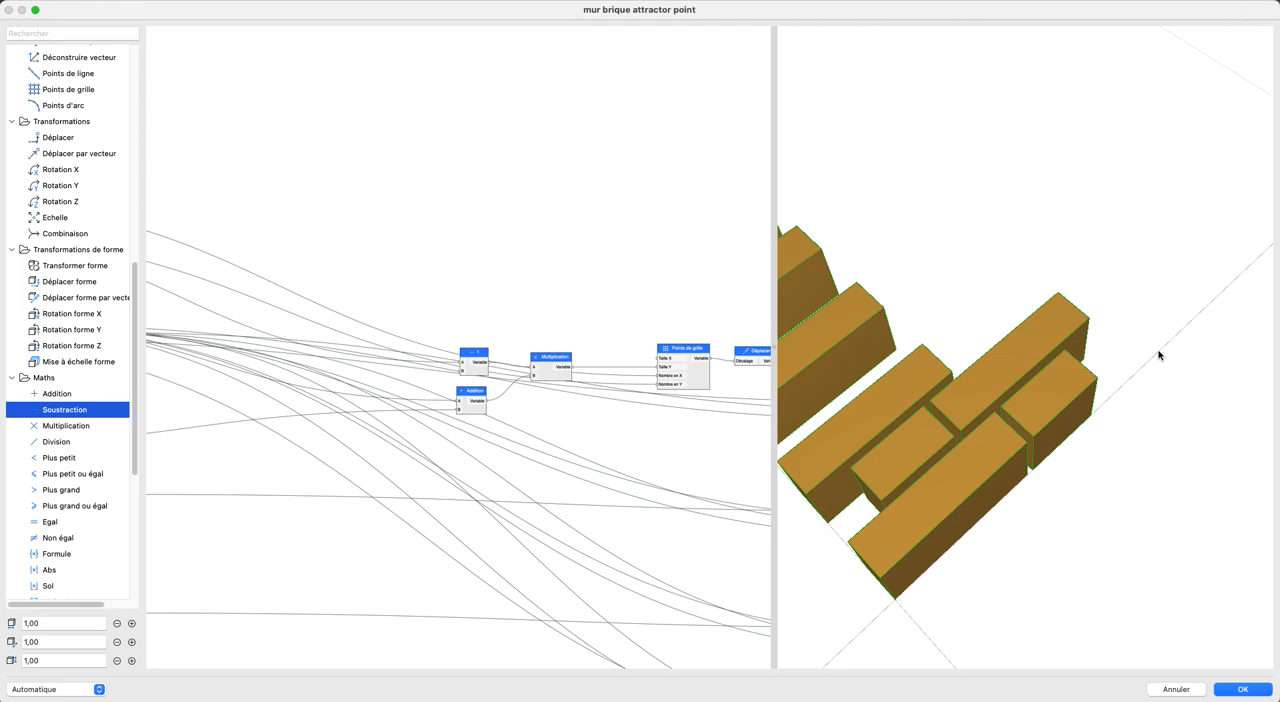 mur brique attractor point
Rechercher
Déconstruire vecteur
Points de ligne
Points de grille
Points d'arc
Transformations
Déplacer
Déplacer par vecteur
Rotation X
Rotation Y
Rotation Z
Echelle
Combinaison
Transformations de forme
Transformer forme
Déplacer forme
Déplacer forme par vecte
Rotation forme X
Rotation forme Y
Rotation forme Z
Mise à échelle forme
Maths
Addition
Soustraction
Multiplication
Division
Plus petit
Plus petit ou égal
Plus grand
Plus grand ou égal
Egal
Non égal
Formule
Abs
Sol
1,00
1,00
1,00
Automatique
- 1
A Variable
B
Addition
A Variable
B
Multiplication
A Variable
B
Points de grille
Taille X Variable
Taille Y
Nombre en X
Nombre en Y
Déplacer
Décalage Vari
Annuler
OK